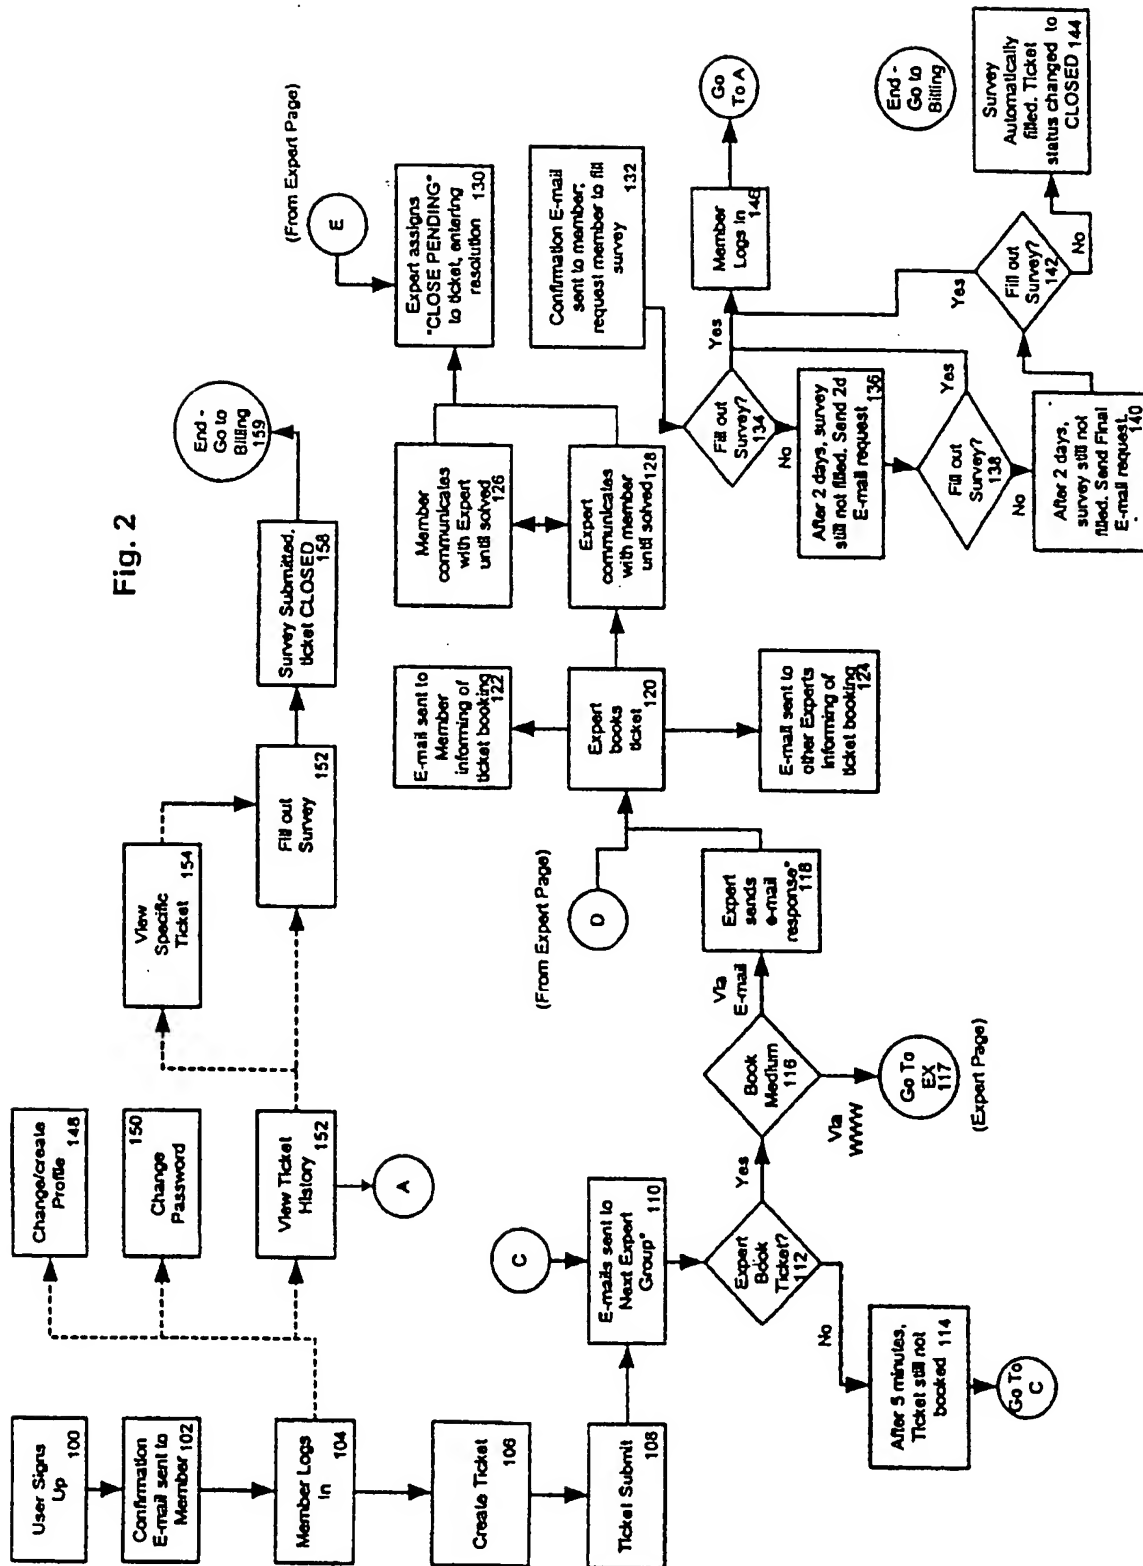 Fig. 2
User Signs
Up 100
Confirmation
E-mail sent to
Member 102
Member Logs
In 104
Create Ticket
106
Ticket Submit
108
Change/create
Profile 148
150
Change
Password
View Ticket
History 152
A
View
Specific
Ticket 154
Fill out
Survey 152
Survey Submitted,
ticket CLOSED
158
End -
Go to
Billing
159
C
E-mails sent to
Next Expert
Group" 110
Expert
Book
Ticket?
112
No
After 5 minutes,
Ticket still not
booked 114
Go To
C
Yes
Book
Medium
116
Via
WWW
Go To
EX
117
(Expert Page)
Via
E-mail
Expert
sends
e-mail
response"
118
(From Expert Page)
D
Expert
books
ticket 120
E-mail sent to
Member
informing of
ticket booking
122
E-mail sent to
other Experts
informing of
ticket booking
124
Member
communicates
with Expert
until solved 126
Expert
communicates
with member
until solved 128
(From Expert Page)
E
Expert assigns
"CLOSE PENDING"
to ticket, entering
resolution 130
Confirmation E-mail
sent to member;
request member to fill
survey 132
Fill out
Survey?
134
Yes
No
After 2 days, survey
still not filled. Send 2d
E-mail request 136
Fill out
Survey?
138
Yes
No
After 2 days,
survey still not
filled. Send Final
E-mail request.
140
Fill out
Survey?
142
Yes
No
Member
Logs In
146
Go
To A
Survey
Automatically
filled. Ticket
status changed to
CLOSED 144
End -
Go to
Billing